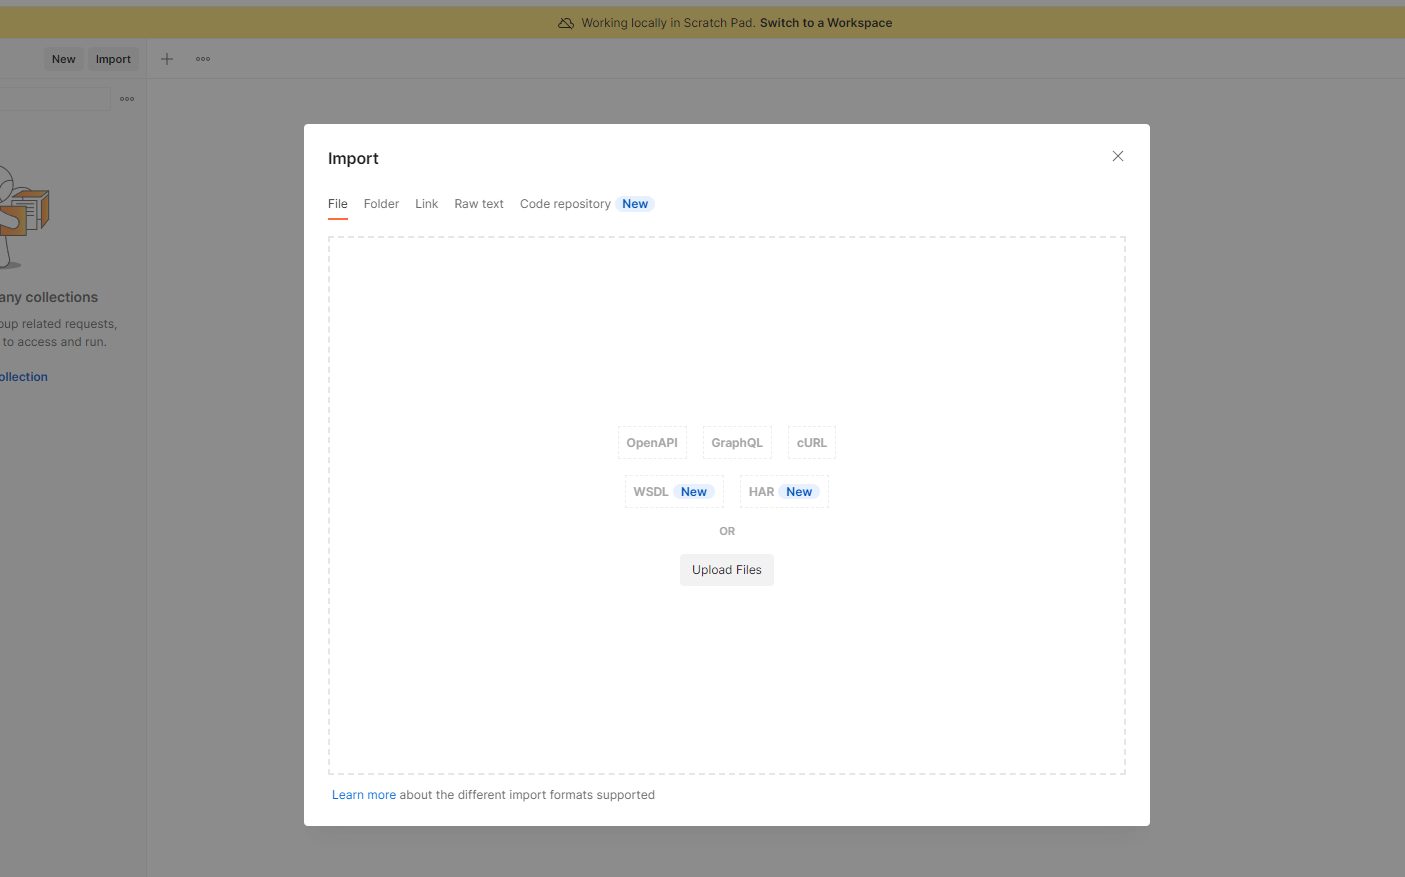 Working locally in Scratch Pad. Switch to a Workspace
New Import
any collections
oup related requests,
to access and run.
ollection
Import
File Folder Link Raw text Code repository New
OpenAPI GraphQL cURL
WSDL New HAR New
OR
Upload Files
Learn more about the different import formats supported